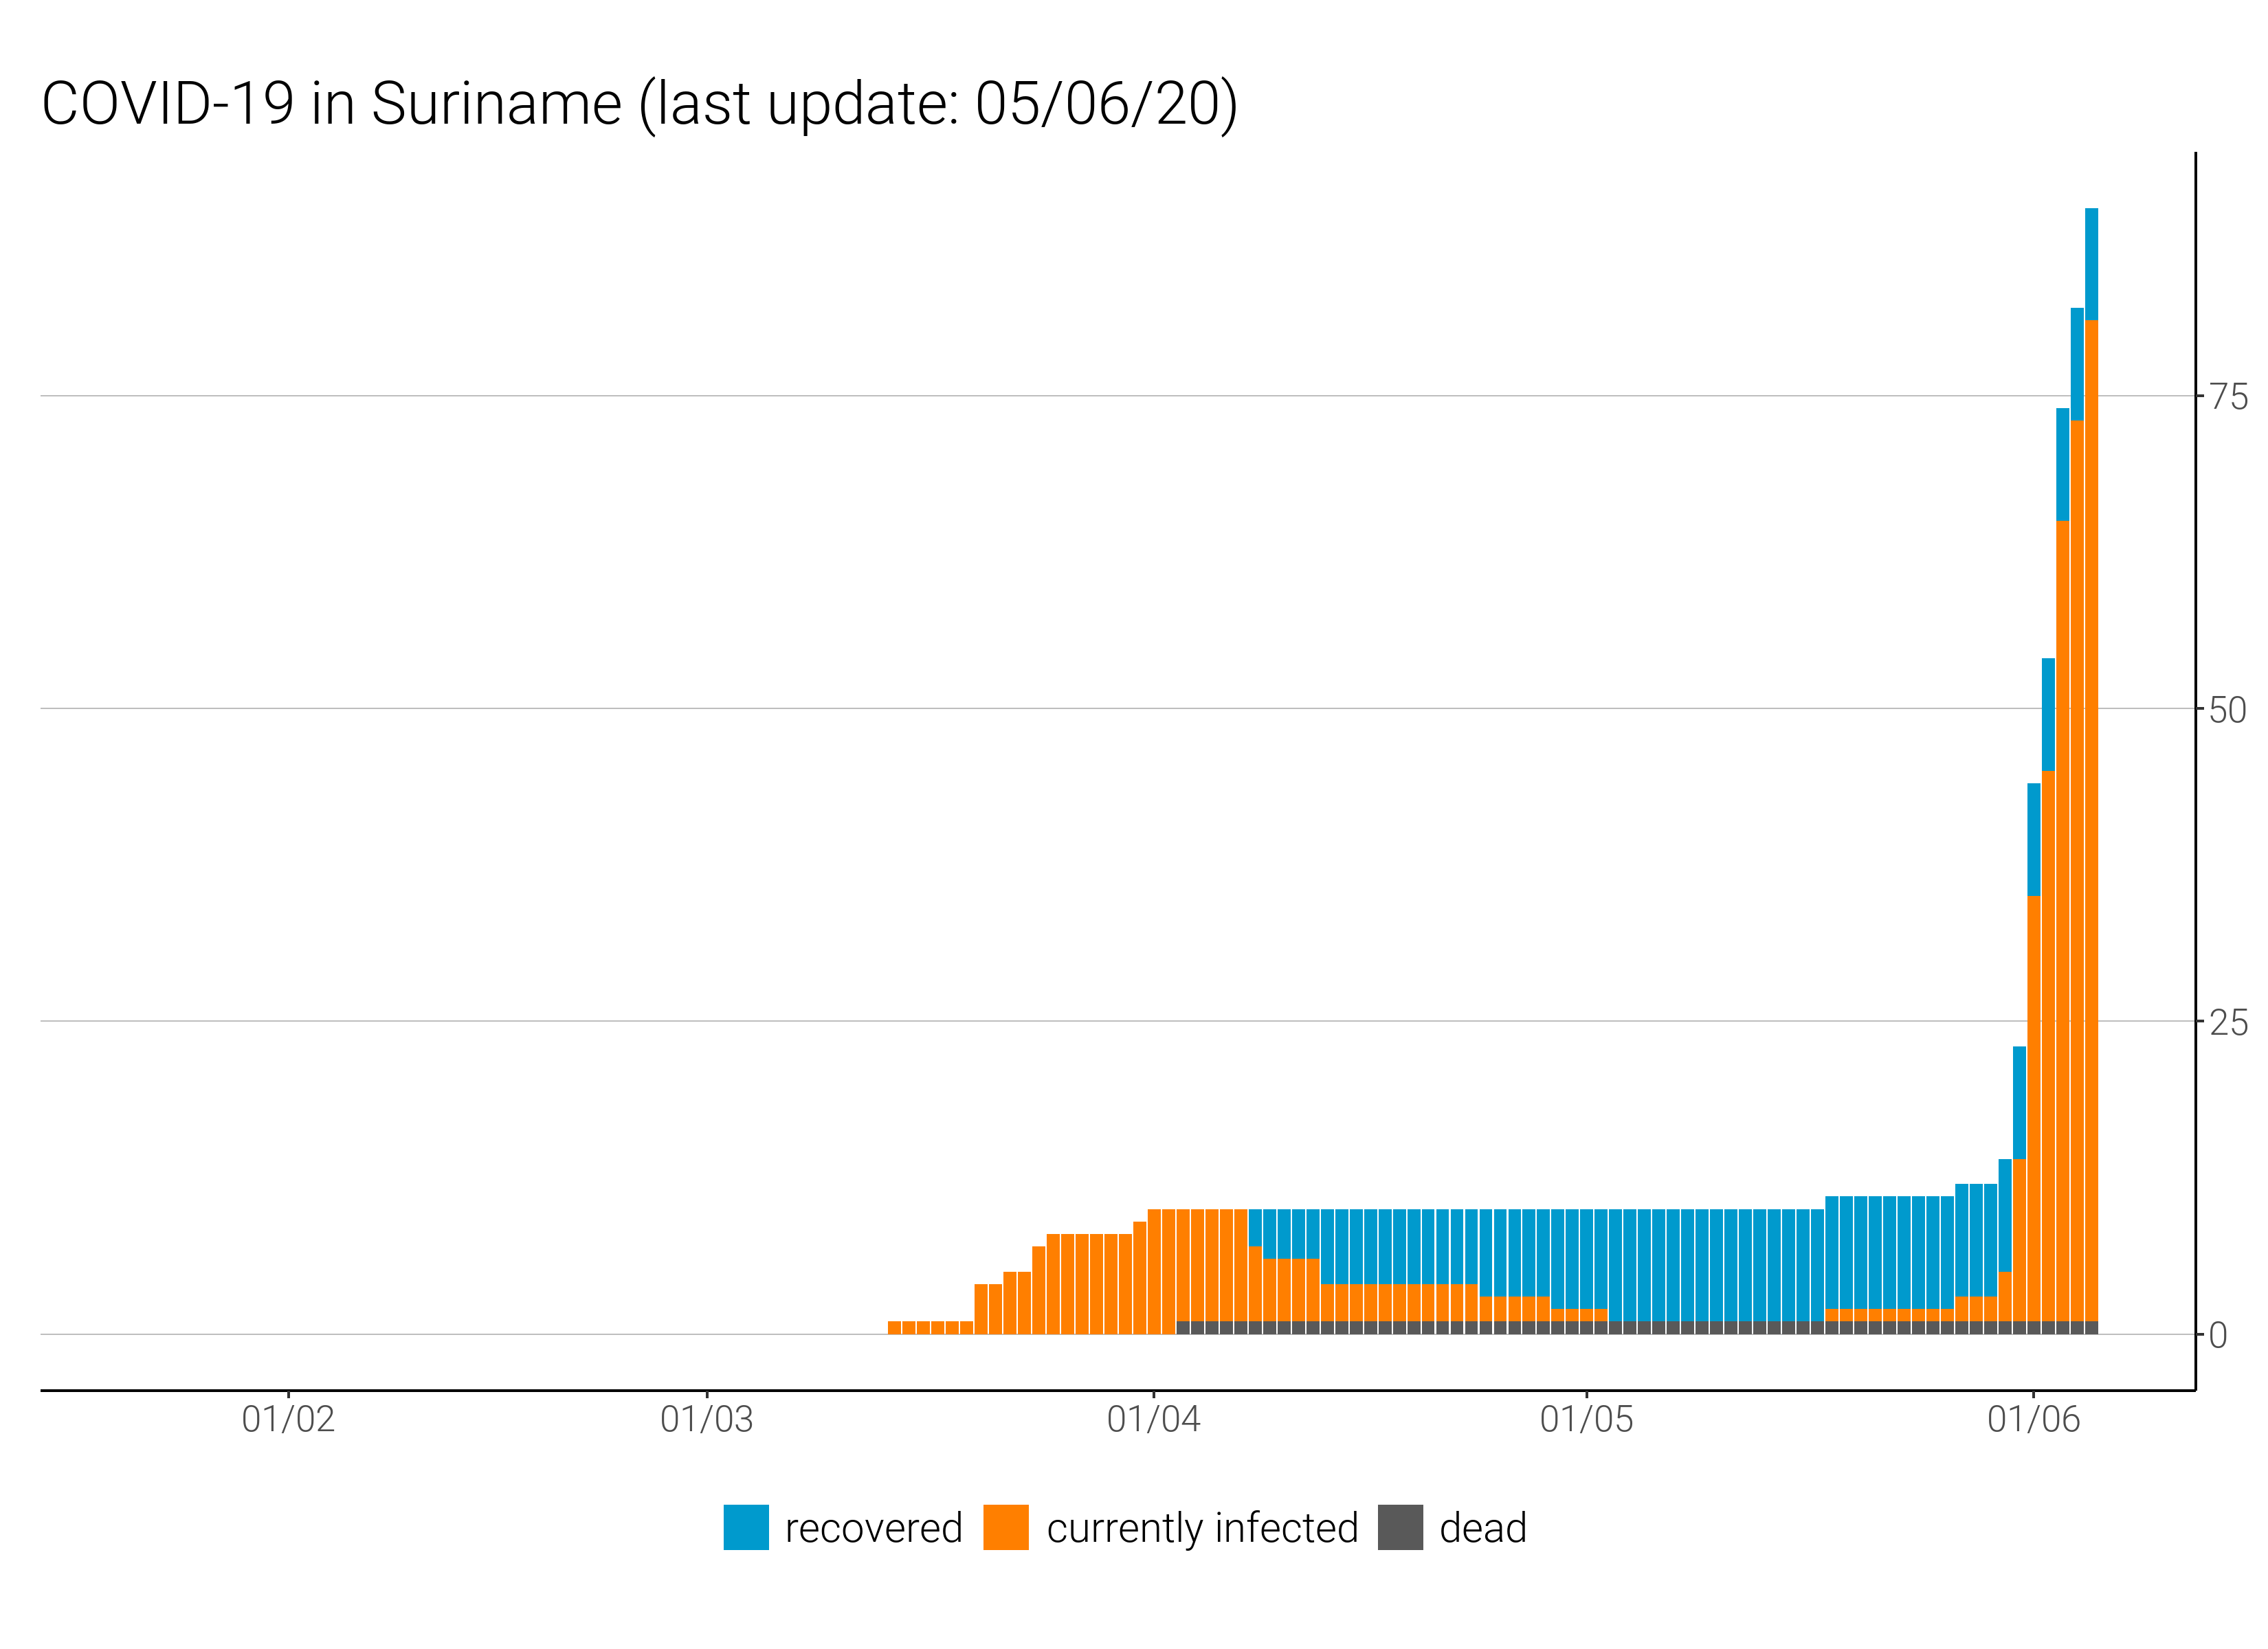 COVID-19 in Suriname (last update: 05/06/20)
75
50
25
0
01/02 01/03 01/04 01/05 01/06
recovered currently infected dead